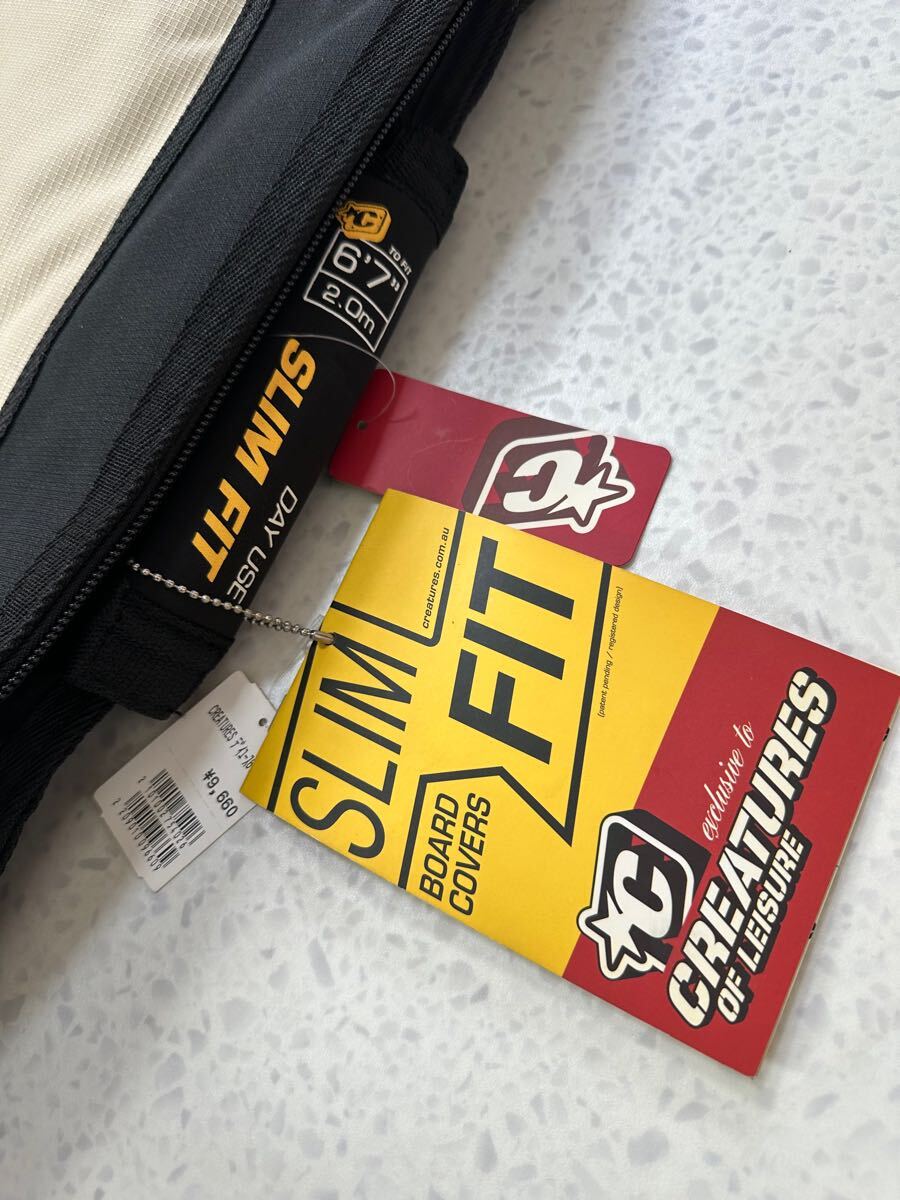 TO FIT
6'7"
2.0m
SLIM FIT
DAY USE
creatures.com.au
SLIM
FIT
(patent pending / registered design)
BOARD
COVERS
exclusive to
CREATURES
OF LEISURE
CREATURES
¥9,660